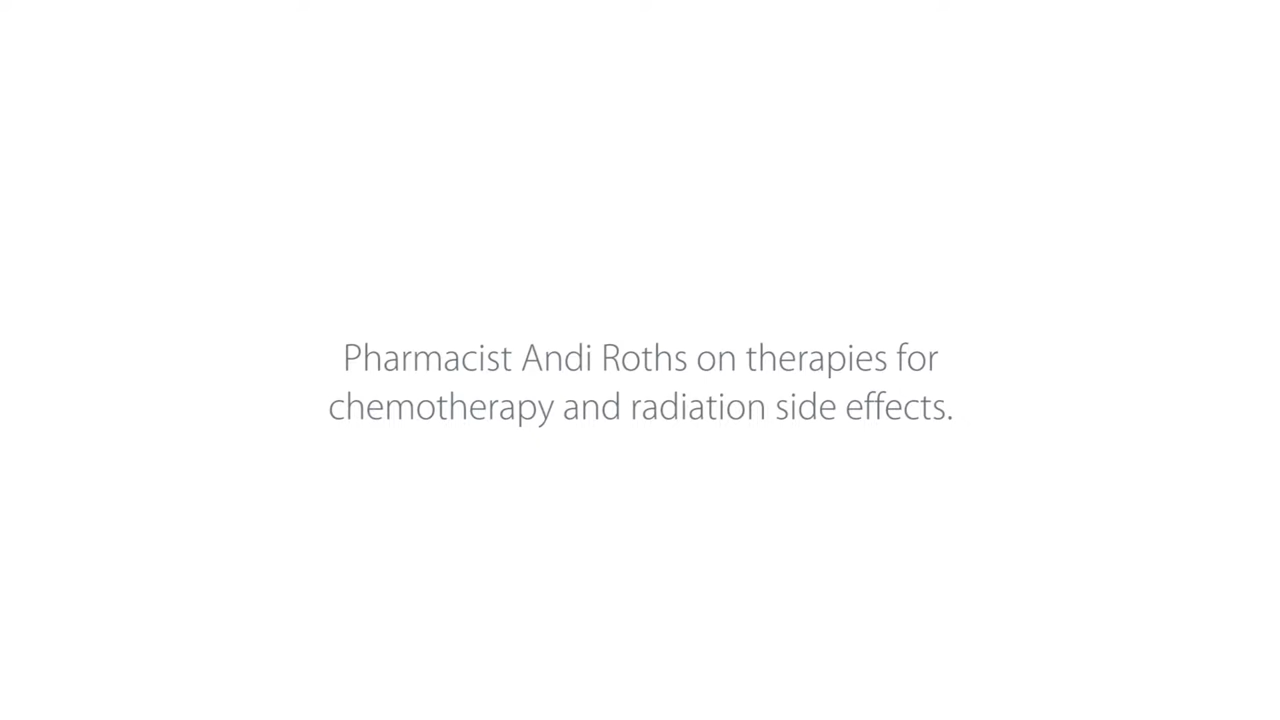 Pharmacist Andi Roths on therapies for
chemotherapy and radiation side effects.